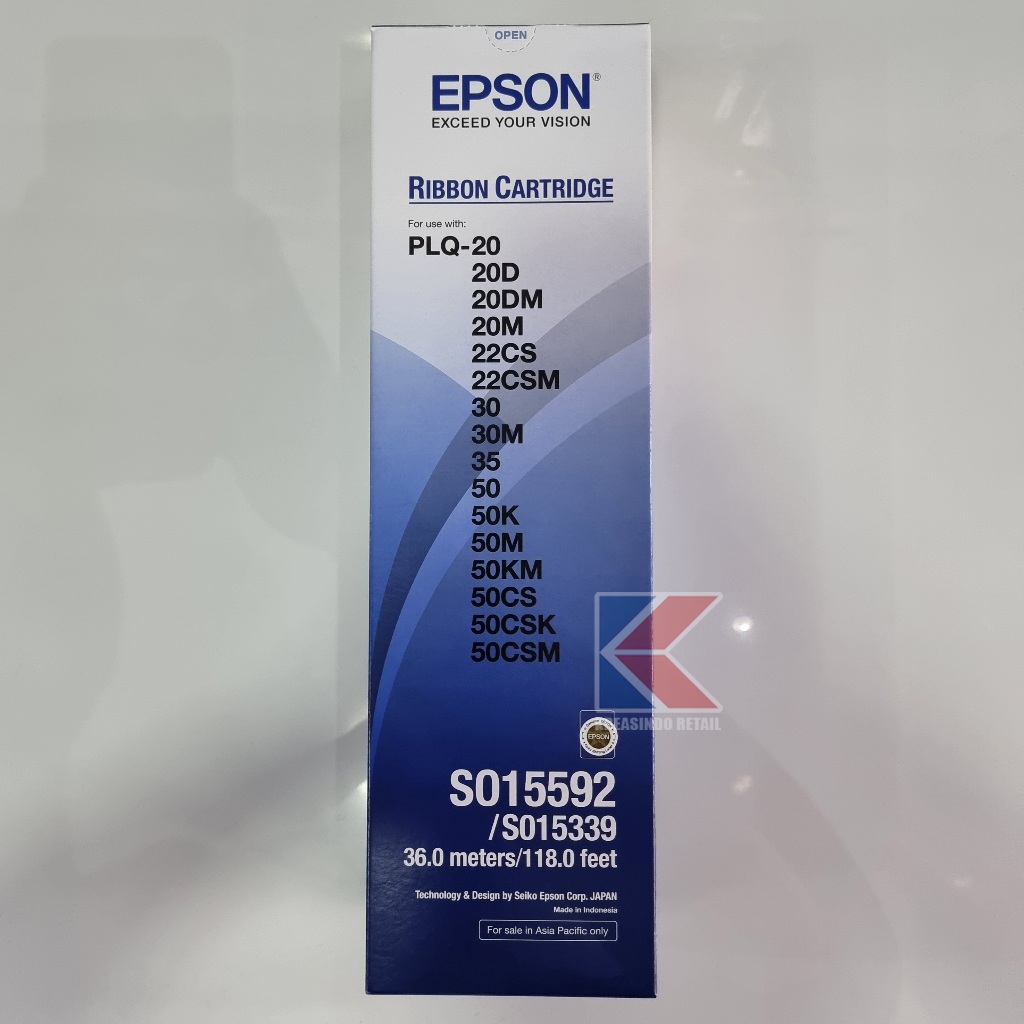 OPEN
EPSON®
EXCEED YOUR VISION
RIBBON CARTRIDGE
For use with:
PLQ-20
20D
20DM
20M
22CS
22CSM
30
30M
35
50
50K
50M
50KM
50CS
50CSK
50CSM
EASINDO RETAIL
EPSON
S015592
/S015339
36.0 meters/118.0 feet
Technology & Design by Seiko Epson Corp. JAPAN
Made in Indonesia
For sale in Asia Pacific only